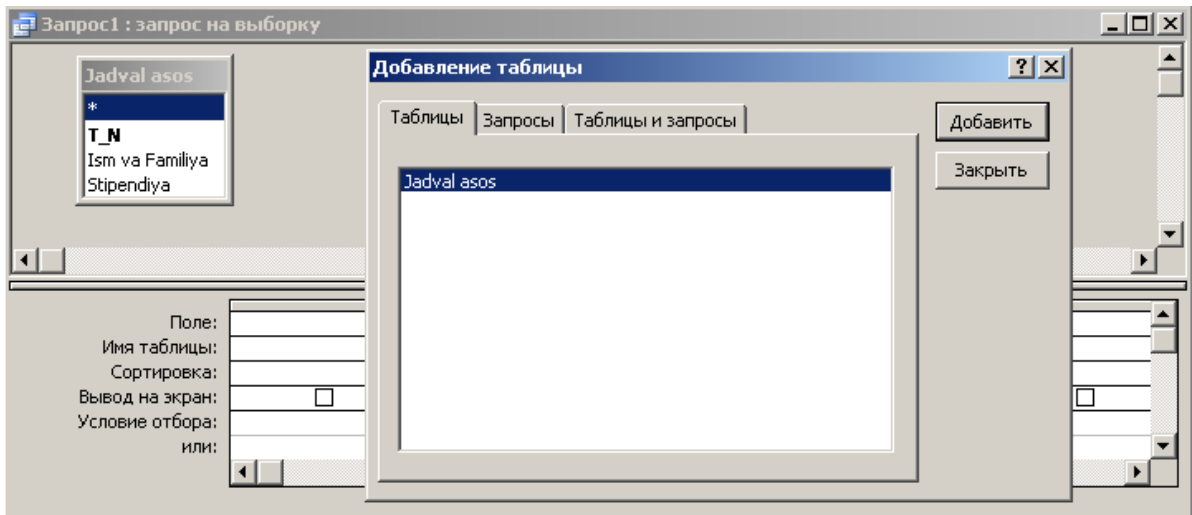 Запрос1 : запрос на выборку
Jadval asos
*
T_N
Ism va Familiya
Stipendiya
Добавление таблицы
Таблицы
Запросы
Таблицы и запросы
Jadval asos
Добавить
Закрыть
Поле:
Имя таблицы:
Сортировка:
Вывод на экран:
Условие отбора:
или: